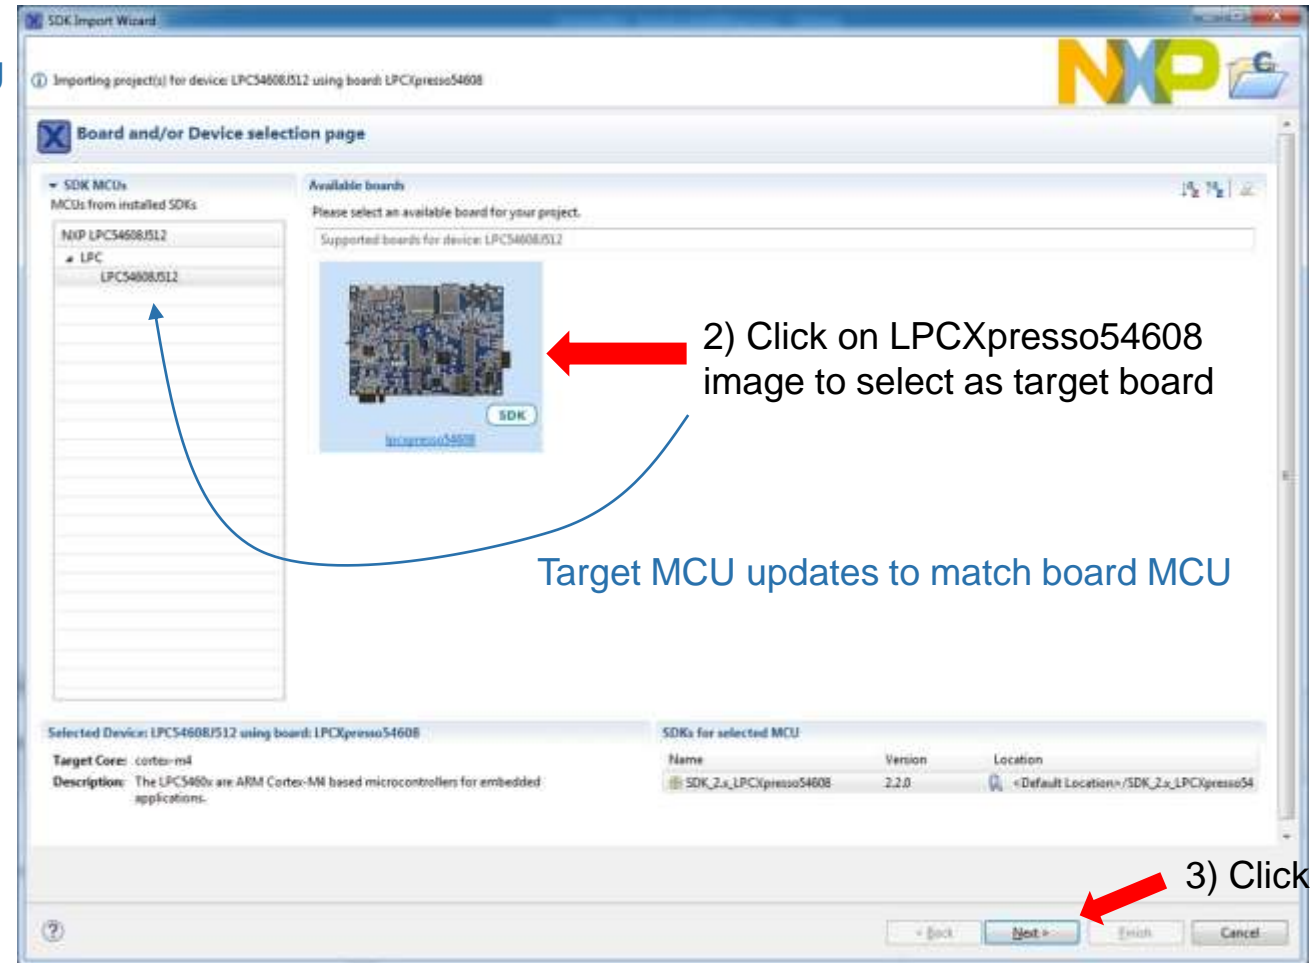 SDK Import Wizard
Importing project(s) for device: LPC54608J512 using board: LPCXpresso54608
NXP
Board and/or Device selection page
SDK MCUs
MCUs from installed SDKs
NXP LPC54608J512
LPC
LPC54608J512
Available boards
Please select an available board for your project.
Supported boards for device: LPC54608J512
SDK
lpcxpresso54608
2) Click on LPCXpresso54608
image to select as target board
Target MCU updates to match board MCU
Selected Device: LPC54608J512 using board: LPCXpresso54608
Target Core: cortex-m4
Description: The LPC5460x are ARM Cortex-M4 based microcontrollers for embedded
applications.
SDKs for selected MCU
Name Version Location
SDK_2.x_LPCXpresso54608 2.2.0 <Default Location>/SDK_2.x_LPCXpresso54
3) Click
< Back Next > Finish Cancel